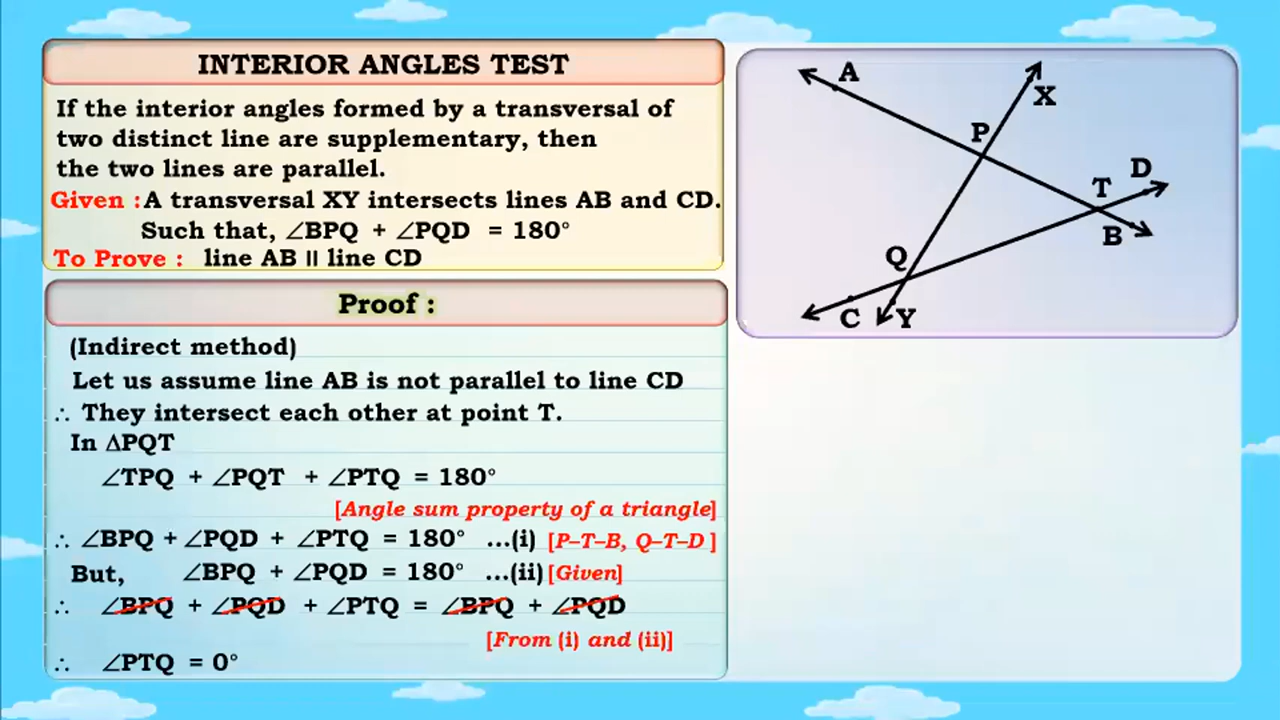 INTERIOR ANGLES TEST
If the interior angles formed by a transversal of
two distinct line are supplementary, then
the two lines are parallel.
Given : A transversal XY intersects lines AB and CD.
Such that, ∠BPQ + ∠PQD = 180°
To Prove : line AB || line CD
Proof :
(Indirect method)
Let us assume line AB is not parallel to line CD
∴ They intersect each other at point T.
In ∆PQT
∠TPQ + ∠PQT + ∠PTQ = 180°
[Angle sum property of a triangle]
∴ ∠BPQ + ∠PQD + ∠PTQ = 180° ...(i) [P–T–B, Q–T–D ]
But, ∠BPQ + ∠PQD = 180° ...(ii) [Given]
∴ ∠BPQ + ∠PQD + ∠PTQ = ∠BPQ + ∠PQD
[From (i) and (ii)]
∴ ∠PTQ = 0°
A
X
P
D
T
B
Q
C
Y